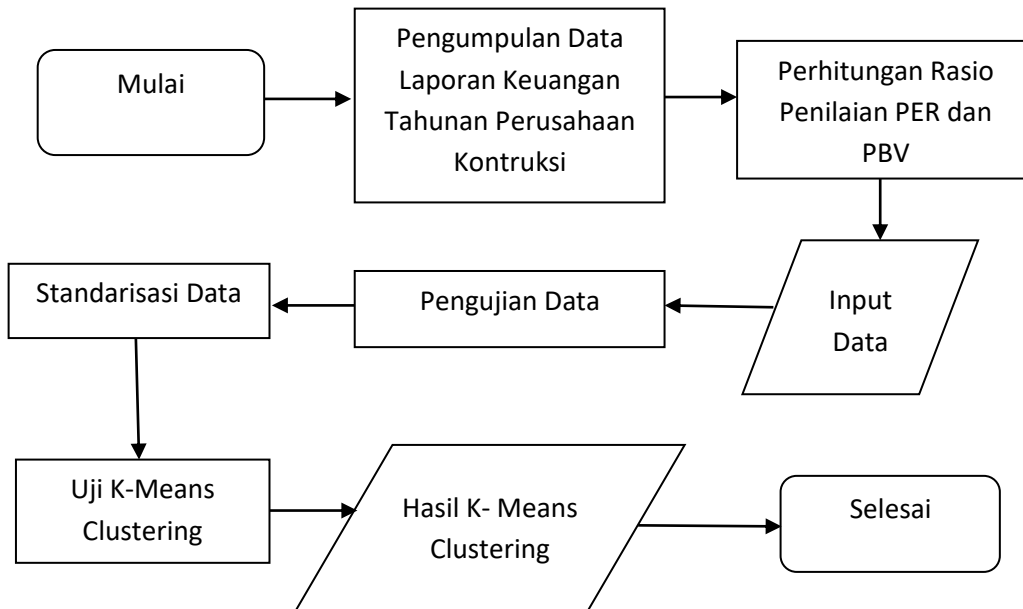 Mulai
Pengumpulan Data
Laporan Keuangan
Tahunan Perusahaan
Kontruksi
Perhitungan Rasio
Penilaian PER dan
PBV
Input
Data
Pengujian Data
Standarisasi Data
Uji K-Means
Clustering
Hasil K- Means
Clustering
Selesai